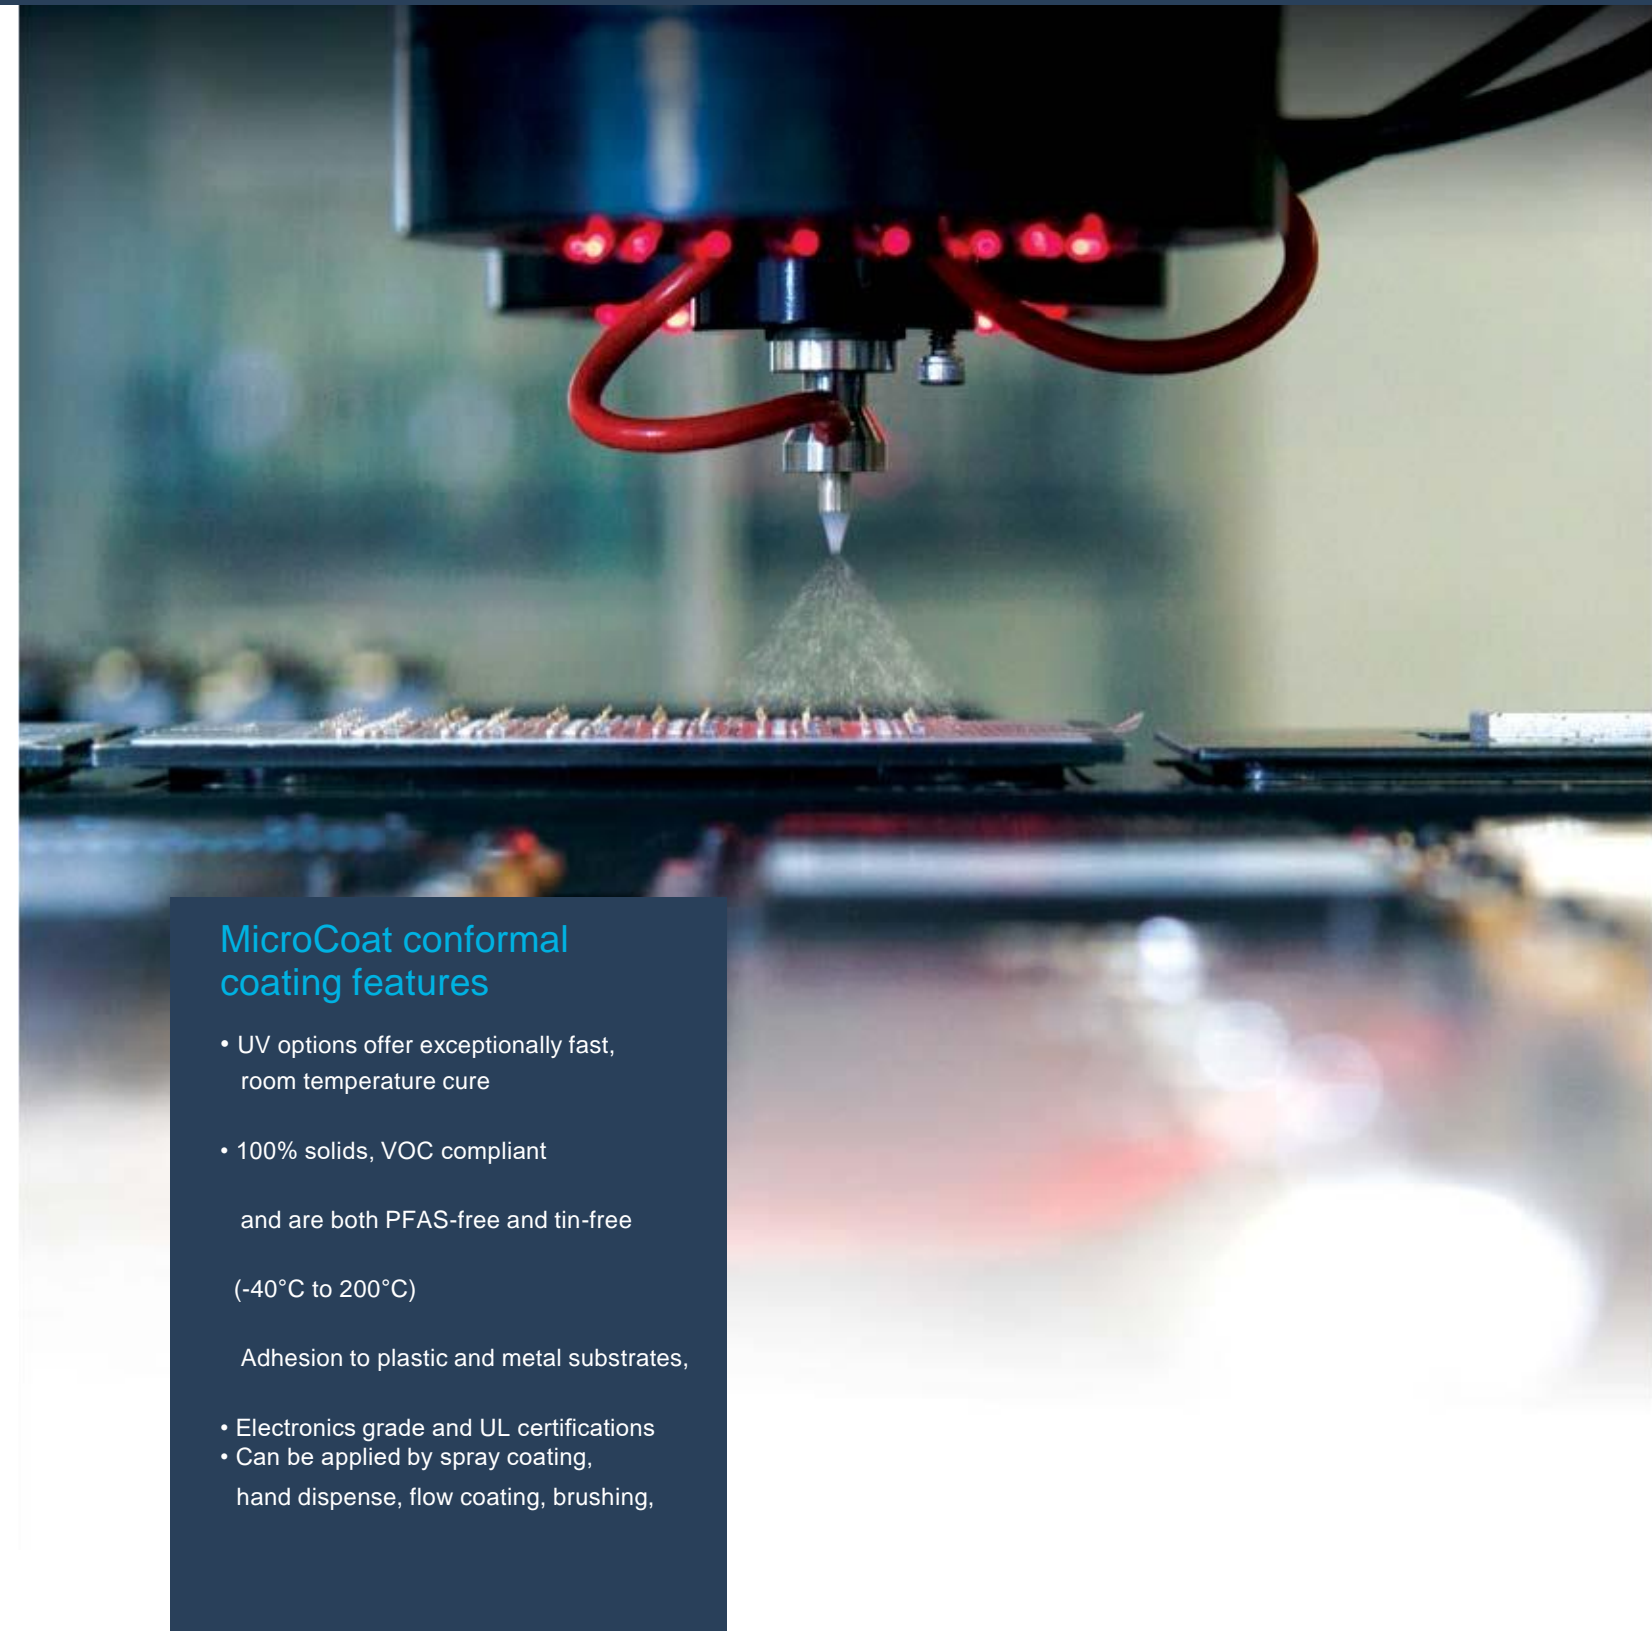 MicroCoat conformal
coating features
• UV options offer exceptionally fast,
room temperature cure
• 100% solids, VOC compliant
and are both PFAS-free and tin-free
(-40°C to 200°C)
Adhesion to plastic and metal substrates,
• Electronics grade and UL certifications
• Can be applied by spray coating,
hand dispense, flow coating, brushing,